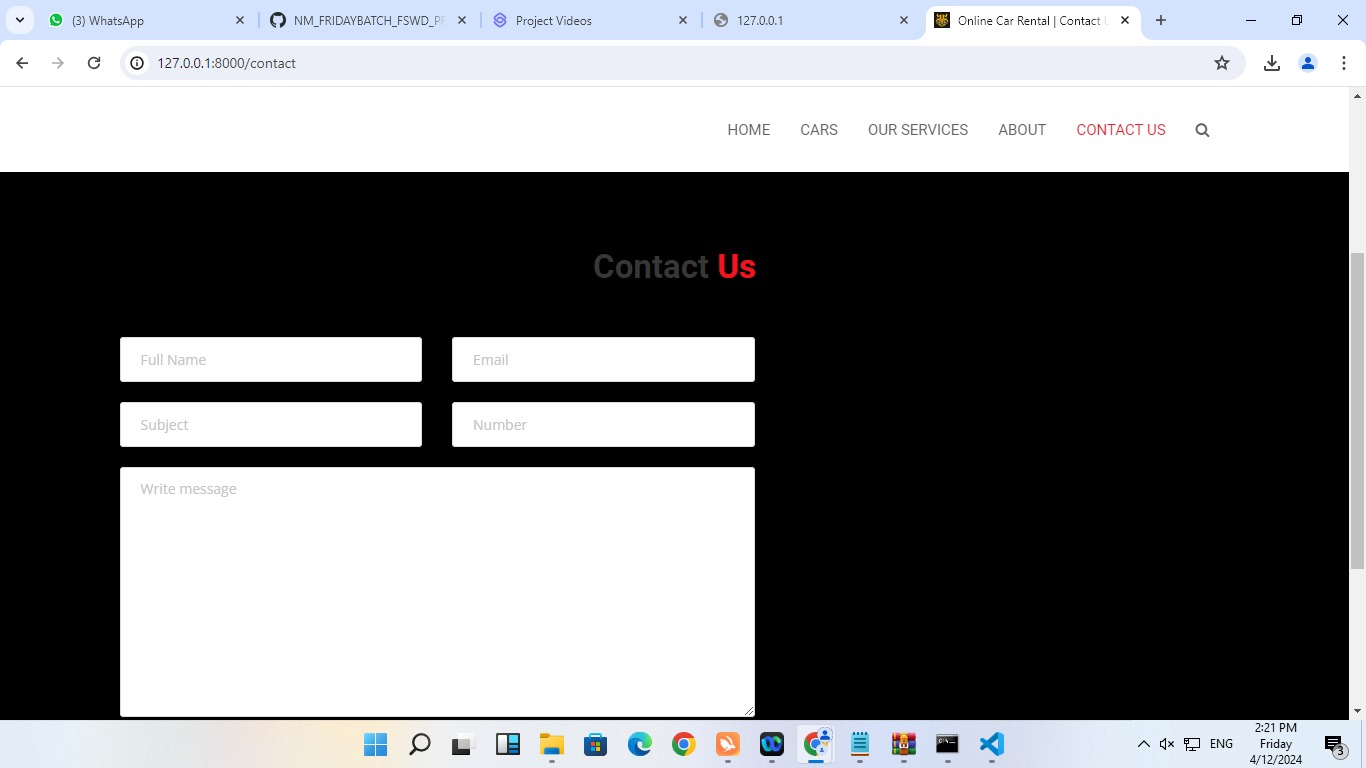 (3) WhatsApp
NM_FRIDAYBATCH_FSWD_PR
Project Videos
127.0.0.1
Online Car Rental | Contact U
127.0.0.1:8000/contact
HOME CARS OUR SERVICES ABOUT CONTACT US
Contact Us
Full Name Email
Subject Number
Write message
ENG
2:21 PM
Friday
4/12/2024
3